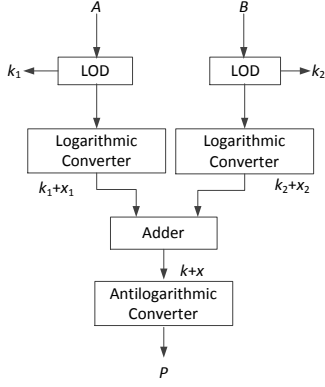 A
B
k1
LOD
LOD
k2
Logarithmic
Converter
Logarithmic
Converter
k1+x1
k2+x2
Adder
k+x
Antilogarithmic
Converter
P